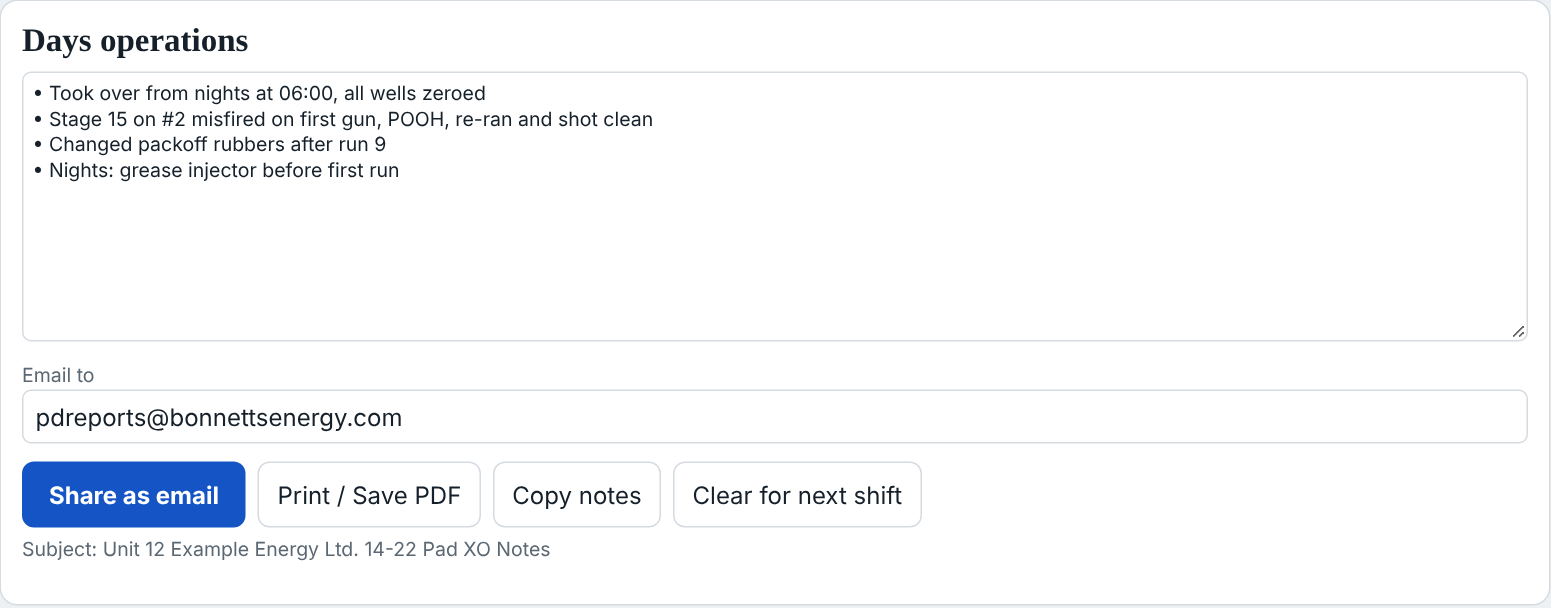 Days operations
• Took over from nights at 06:00, all wells zeroed
• Stage 15 on #2 misfired on first gun, POOH, re-ran and shot clean
• Changed packoff rubbers after run 9
• Nights: grease injector before first run
Email to
pdreports@bonnettsenergy.com
Share as email
Print / Save PDF
Copy notes
Clear for next shift
Subject: Unit 12 Example Energy Ltd. 14-22 Pad XO Notes